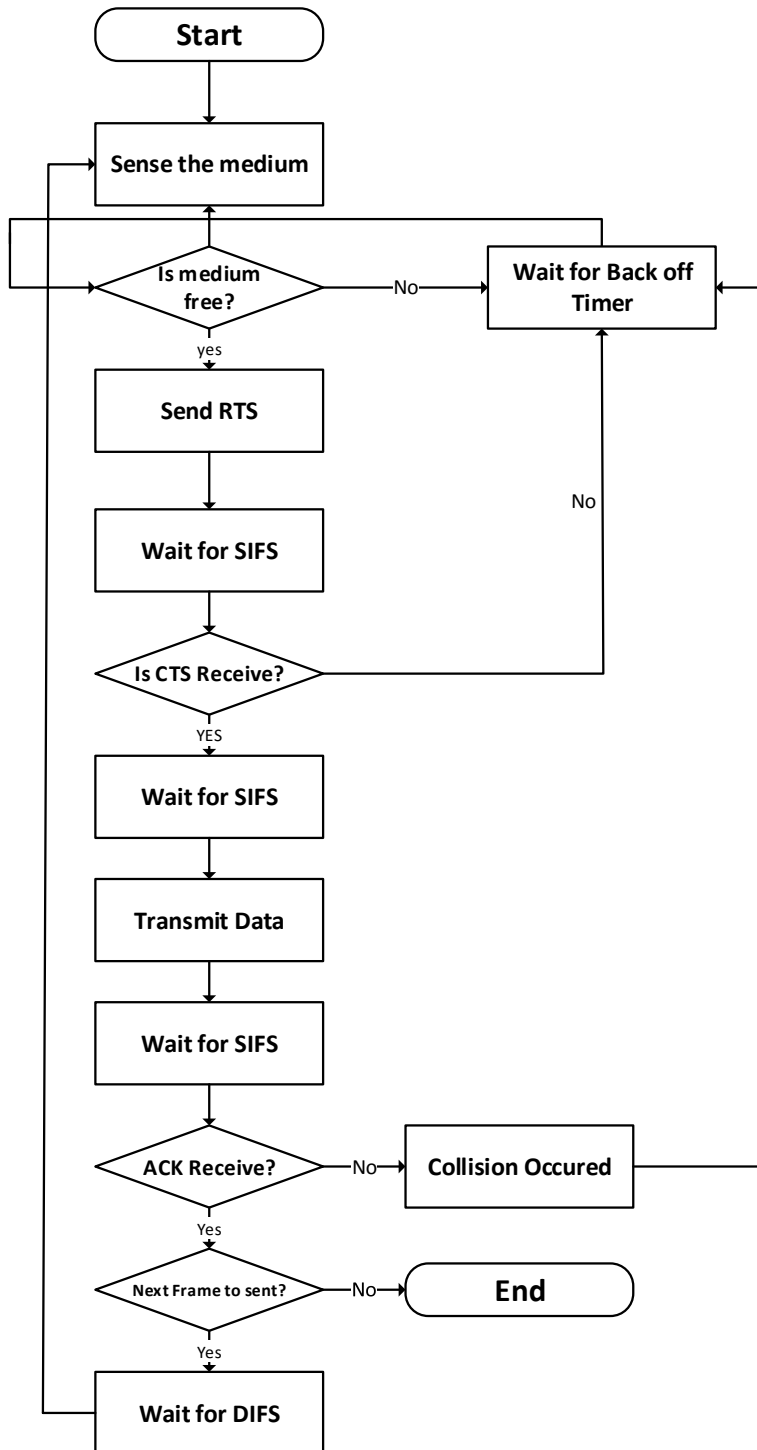 Start
Sense the medium
Is medium
free?
No
Wait for Back off
Timer
yes
Send RTS
No
Wait for SIFS
Is CTS Receive?
YES
Wait for SIFS
Transmit Data
Wait for SIFS
ACK Receive?
No
Collision Occured
Yes
Next Frame to sent?
No
End
Yes
Wait for DIFS